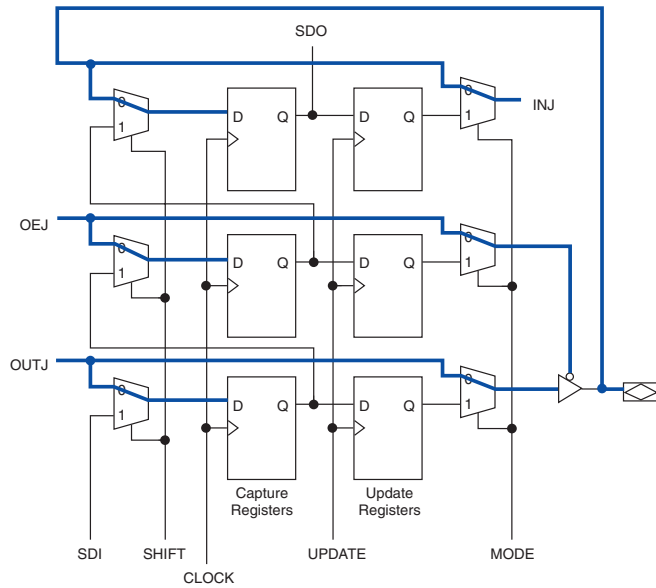 SDO
0
1
D Q
D Q
0
1
INJ
OEJ
0
1
D Q
D Q
0
1
OUTJ
0
1
D Q
D Q
0
1
Capture
Registers
Update
Registers
SDI
SHIFT
CLOCK
UPDATE
MODE